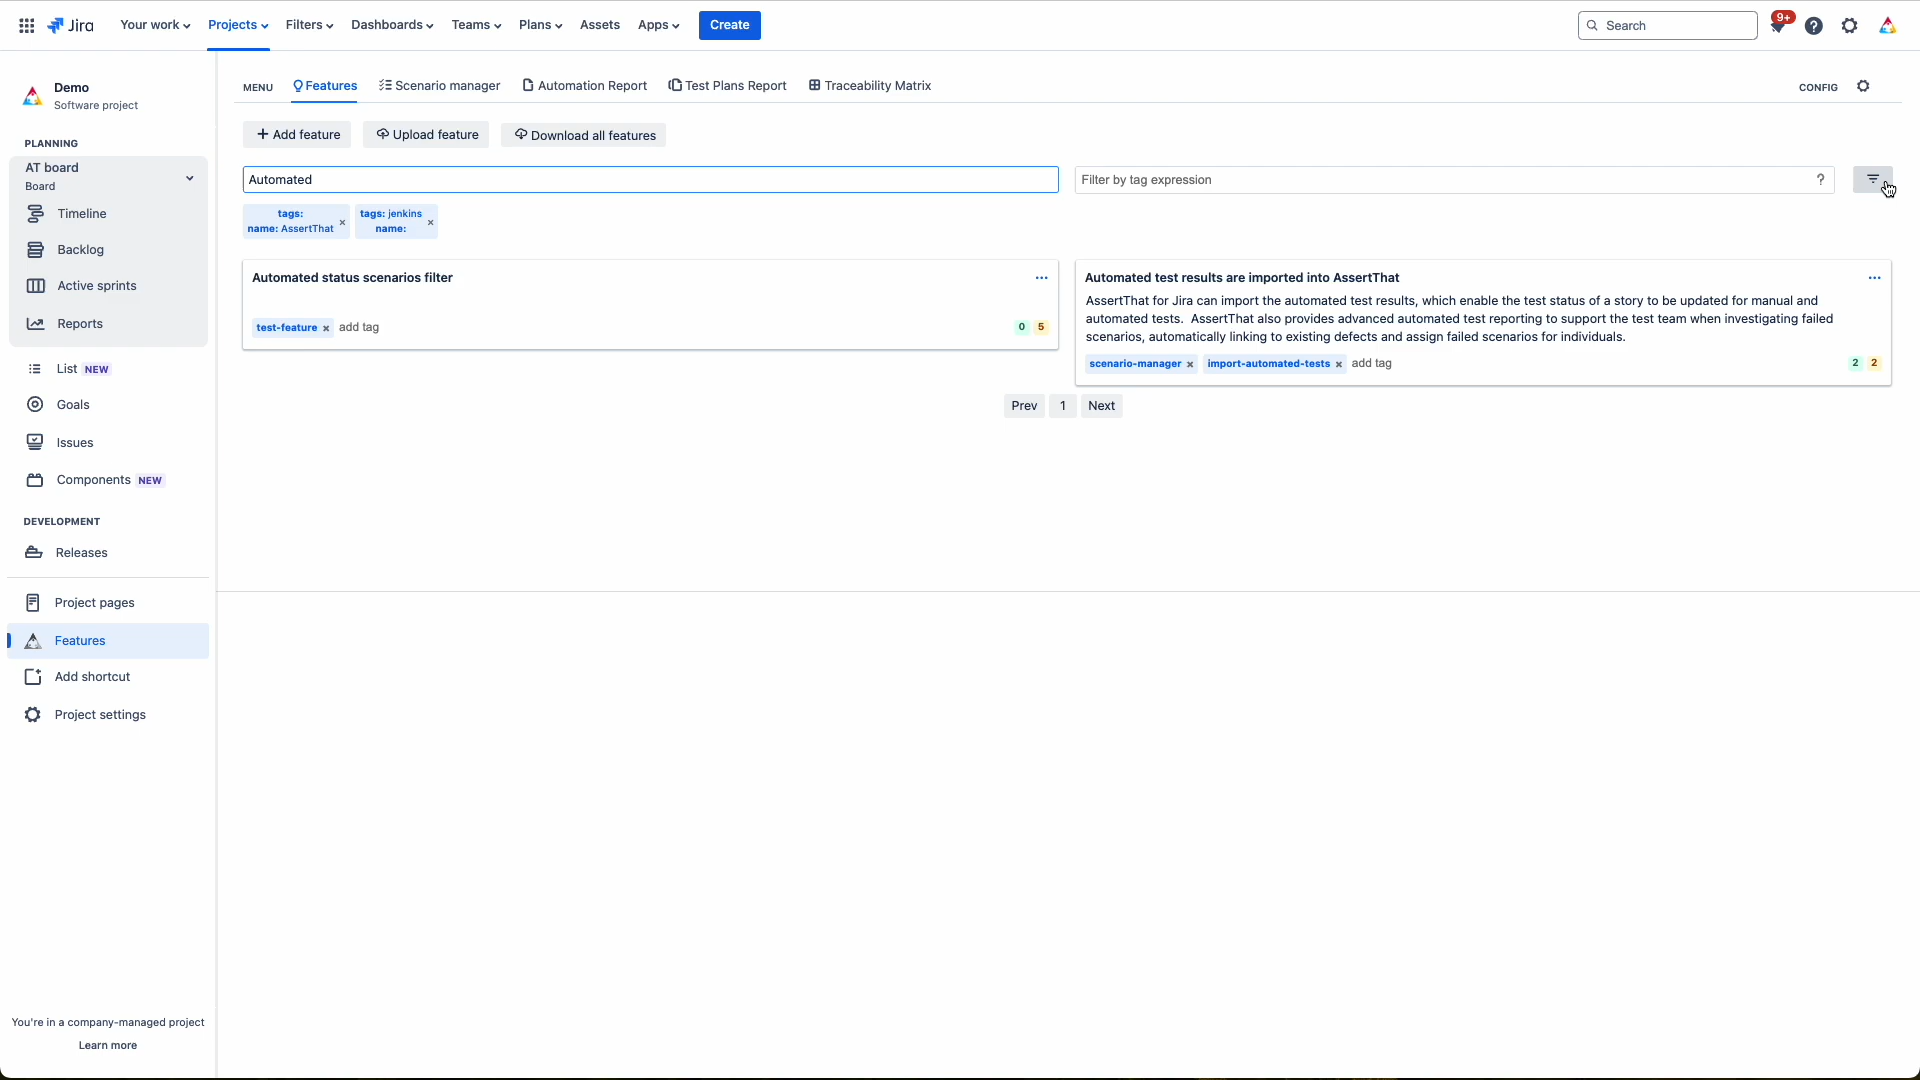 Jira Your work Projects Filters Dashboards Teams Plans Assets Apps Create Search 9+
Demo
Software project
PLANNING
AT board
Board
Timeline
Backlog
Active sprints
Reports
List NEW
Goals
Issues
Components NEW
DEVELOPMENT
Releases
Project pages
Features
Add shortcut
Project settings
You're in a company-managed project
Learn more
MENU Features Scenario manager Automation Report Test Plans Report Traceability Matrix CONFIG
Add feature Upload feature Download all features
Automated Filter by tag expression ?
tags:
name: AssertThat ×
tags: jenkins
name: ×
Automated status scenarios filter ...
test-feature × add tag 0 5
Automated test results are imported into AssertThat ...
AssertThat for Jira can import the automated test results, which enable the test status of a story to be updated for manual and
automated tests. AssertThat also provides advanced automated test reporting to support the test team when investigating failed
scenarios, automatically linking to existing defects and assign failed scenarios for individuals.
scenario-manager × import-automated-tests × add tag 2 2
Prev 1 Next